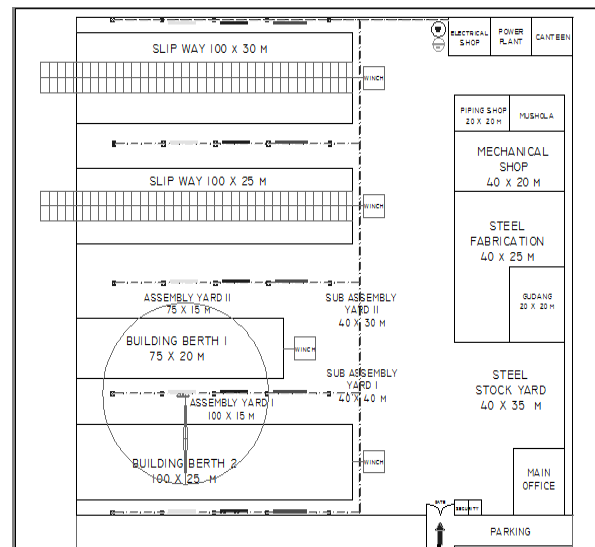 SLIP WAY 100 X 30 M
WINCH
ELECTRICAL
SHOP
POWER
PLANT
CANTEEN
PIPING SHOP
20 X 20 M
MUSHOLA
MECHANICAL
SHOP
40 X 20 M
SLIP WAY 100 X 25 M
WINCH
STEEL
FABRICATION
40 X 25 M
GUDANG
20 X 20 M
ASSEMBLY YARD II
75 X 15 M
SUB ASSEMBLY
YARD II
40 X 30 M
BUILDING BERTH 1
75 X 20 M
WINCH
SUB ASSEMBLY
YARD I
40 X 40 M
STEEL
STOCK YARD
40 X 35 M
ASSEMBLY YARD I
100 X 15 M
BUILDING BERTH 2
100 X 25 M
WINCH
MAIN
OFFICE
GATE
SECURITY
PARKING